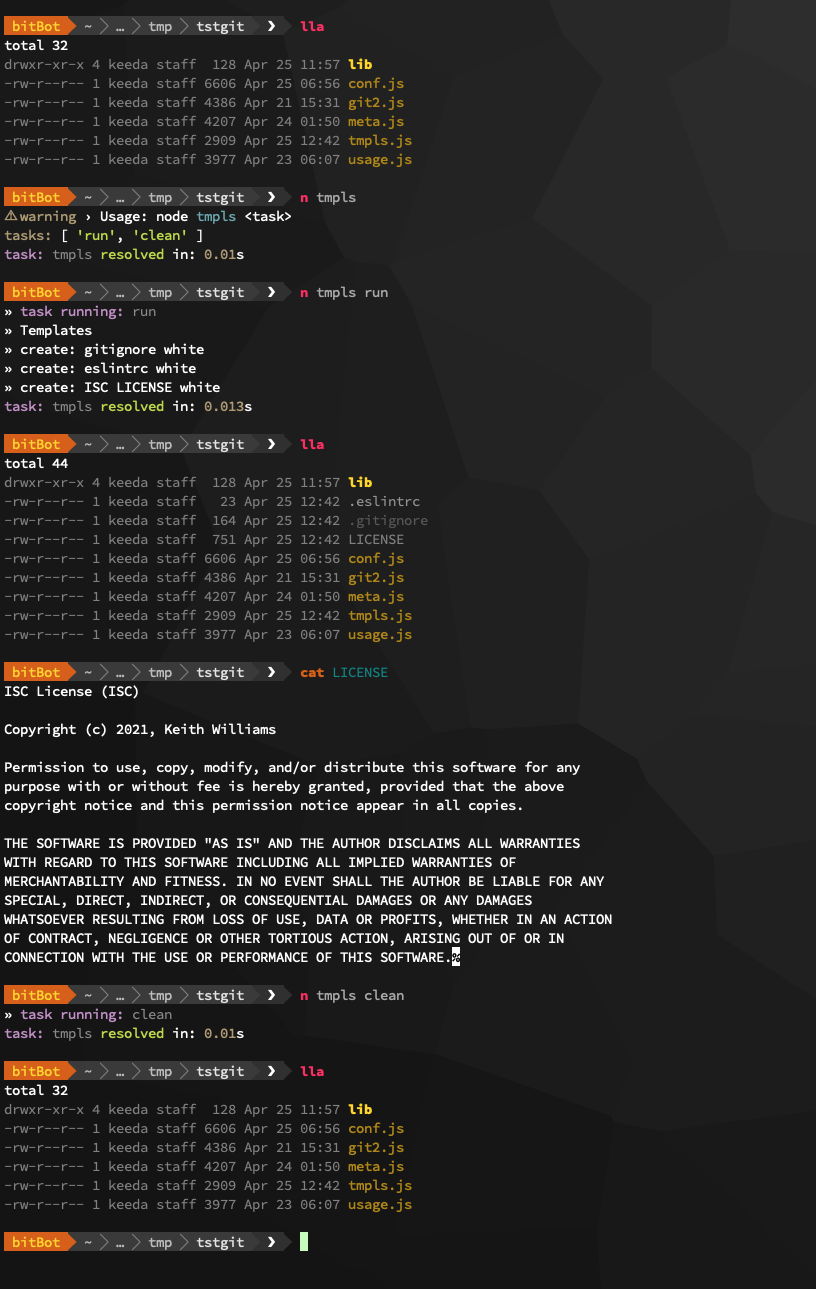 bitBot ~ … tmp tstgit ❯ lla
total 32
drwxr-xr-x 4 keeda staff  128 Apr 25 11:57 lib
-rw-r--r-- 1 keeda staff 6606 Apr 25 06:56 conf.js
-rw-r--r-- 1 keeda staff 4386 Apr 21 15:31 git2.js
-rw-r--r-- 1 keeda staff 4207 Apr 24 01:50 meta.js
-rw-r--r-- 1 keeda staff 2909 Apr 25 12:42 tmpls.js
-rw-r--r-- 1 keeda staff 3977 Apr 23 06:07 usage.js
bitBot ~ … tmp tstgit ❯ n tmpls
⚠warning › Usage: node tmpls <task>
tasks: [ 'run', 'clean' ]
task: tmpls resolved in: 0.01s
bitBot ~ … tmp tstgit ❯ n tmpls run
» task running: run
» Templates
» create: gitignore white
» create: eslintrc white
» create: ISC LICENSE white
task: tmpls resolved in: 0.013s
bitBot ~ … tmp tstgit ❯ lla
total 44
drwxr-xr-x 4 keeda staff  128 Apr 25 11:57 lib
-rw-r--r-- 1 keeda staff   23 Apr 25 12:42 .eslintrc
-rw-r--r-- 1 keeda staff  164 Apr 25 12:42 .gitignore
-rw-r--r-- 1 keeda staff  751 Apr 25 12:42 LICENSE
-rw-r--r-- 1 keeda staff 6606 Apr 25 06:56 conf.js
-rw-r--r-- 1 keeda staff 4386 Apr 21 15:31 git2.js
-rw-r--r-- 1 keeda staff 4207 Apr 24 01:50 meta.js
-rw-r--r-- 1 keeda staff 2909 Apr 25 12:42 tmpls.js
-rw-r--r-- 1 keeda staff 3977 Apr 23 06:07 usage.js
bitBot ~ … tmp tstgit ❯ cat LICENSE
ISC License (ISC)
Copyright (c) 2021, Keith Williams
Permission to use, copy, modify, and/or distribute this software for any
purpose with or without fee is hereby granted, provided that the above
copyright notice and this permission notice appear in all copies.
THE SOFTWARE IS PROVIDED "AS IS" AND THE AUTHOR DISCLAIMS ALL WARRANTIES
WITH REGARD TO THIS SOFTWARE INCLUDING ALL IMPLIED WARRANTIES OF
MERCHANTABILITY AND FITNESS. IN NO EVENT SHALL THE AUTHOR BE LIABLE FOR ANY
SPECIAL, DIRECT, INDIRECT, OR CONSEQUENTIAL DAMAGES OR ANY DAMAGES
WHATSOEVER RESULTING FROM LOSS OF USE, DATA OR PROFITS, WHETHER IN AN ACTION
OF CONTRACT, NEGLIGENCE OR OTHER TORTIOUS ACTION, ARISING OUT OF OR IN
CONNECTION WITH THE USE OR PERFORMANCE OF THIS SOFTWARE.%
bitBot ~ … tmp tstgit ❯ n tmpls clean
» task running: clean
task: tmpls resolved in: 0.01s
bitBot ~ … tmp tstgit ❯ lla
total 32
drwxr-xr-x 4 keeda staff  128 Apr 25 11:57 lib
-rw-r--r-- 1 keeda staff 6606 Apr 25 06:56 conf.js
-rw-r--r-- 1 keeda staff 4386 Apr 21 15:31 git2.js
-rw-r--r-- 1 keeda staff 4207 Apr 24 01:50 meta.js
-rw-r--r-- 1 keeda staff 2909 Apr 25 12:42 tmpls.js
-rw-r--r-- 1 keeda staff 3977 Apr 23 06:07 usage.js
bitBot ~ … tmp tstgit ❯